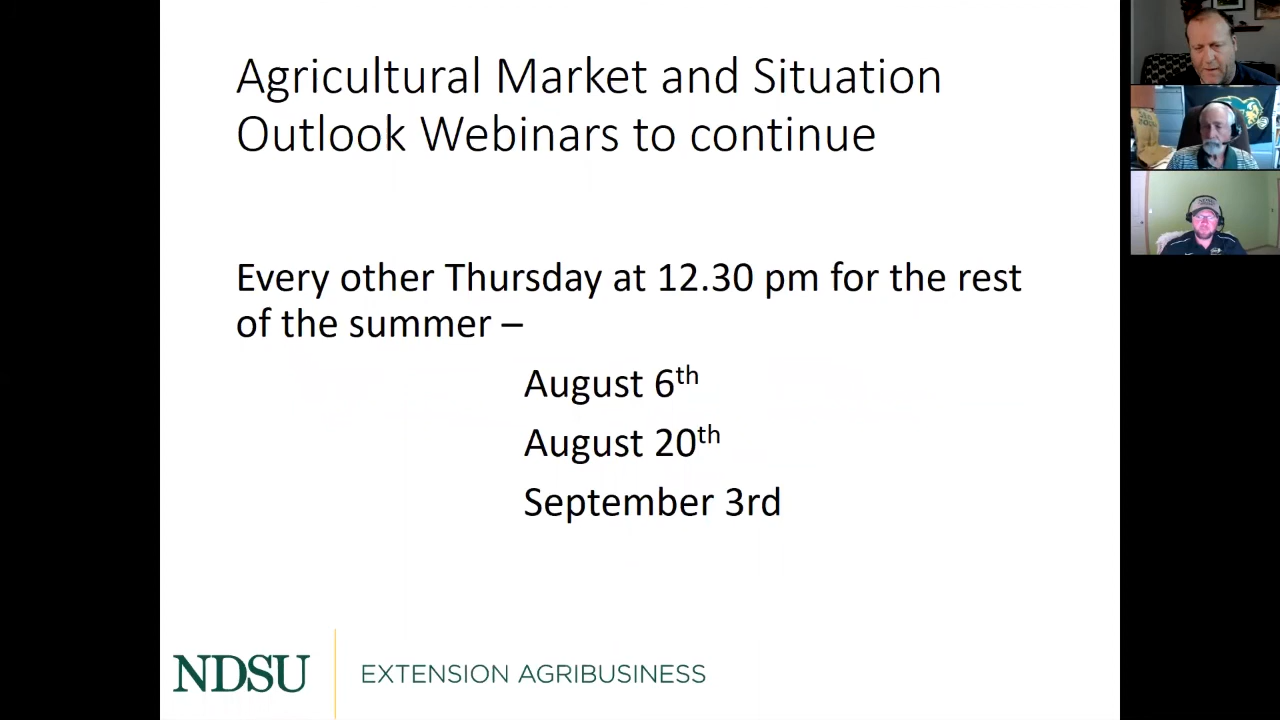 Agricultural Market and Situation
Outlook Webinars to continue
Every other Thursday at 12.30 pm for the rest
of the summer –
August 6th
August 20th
September 3rd
NDSU
EXTENSION AGRIBUSINESS